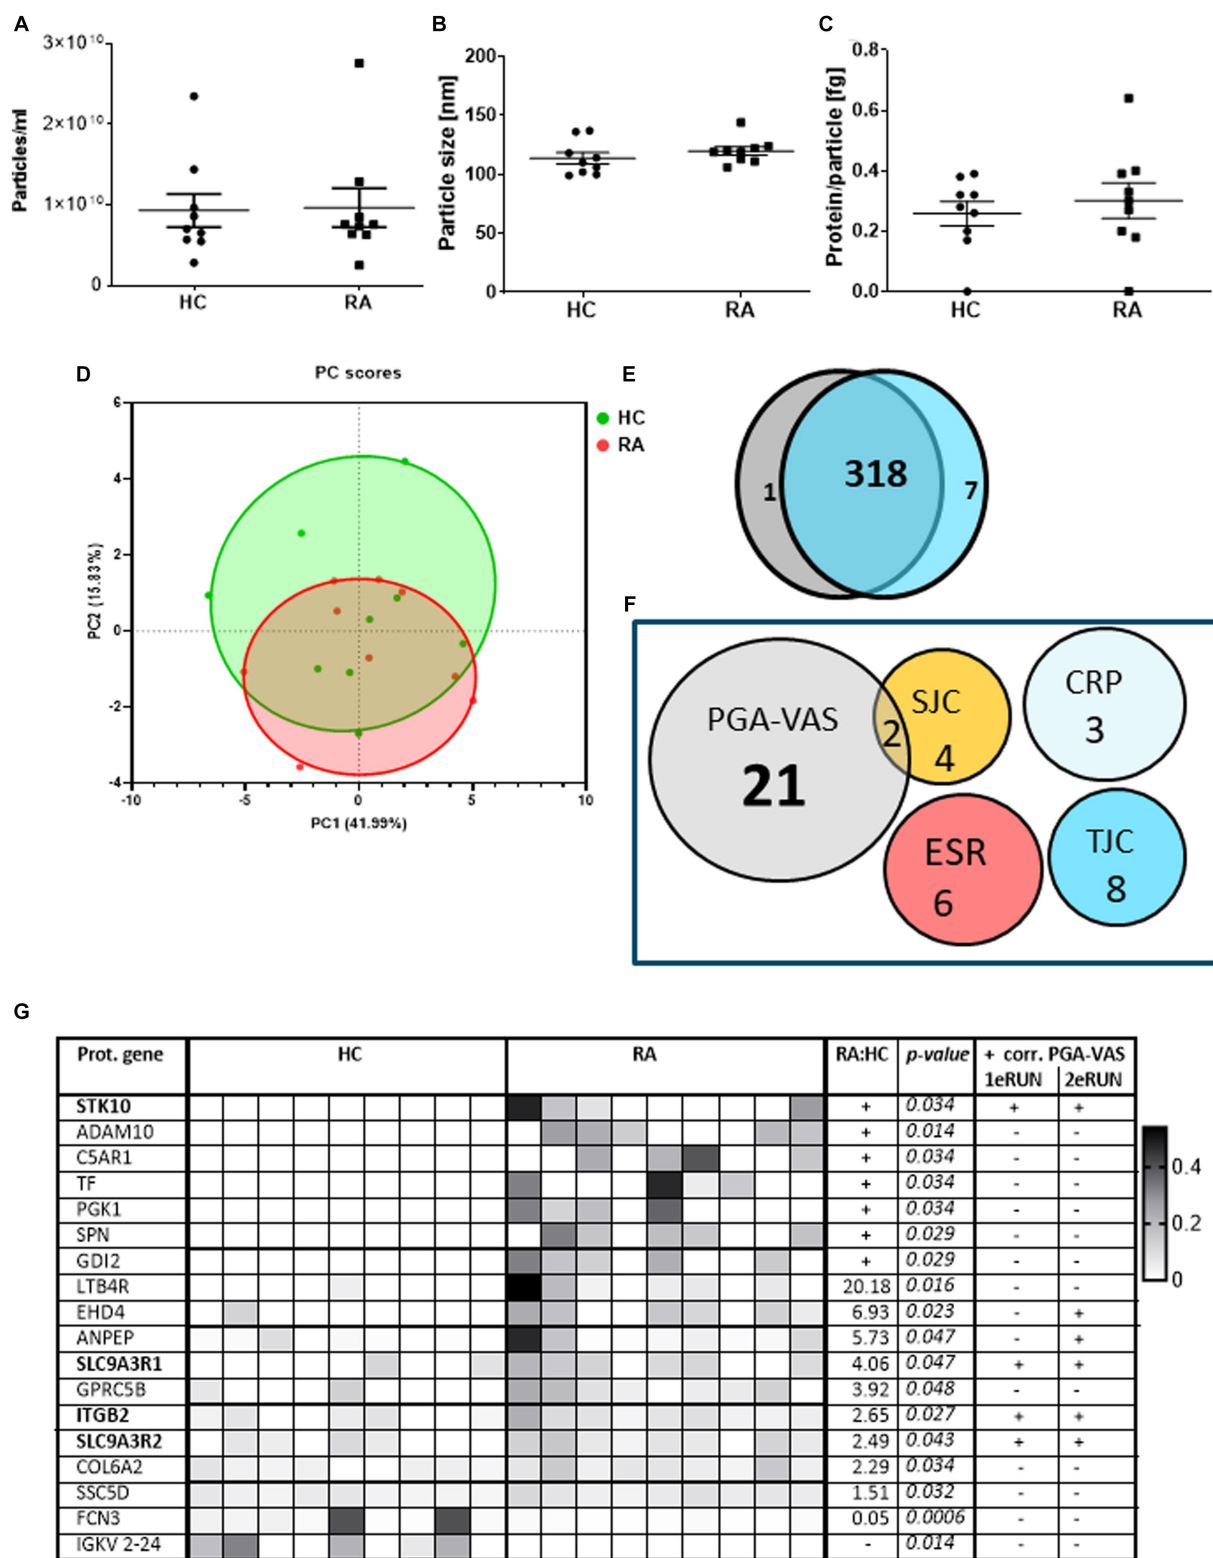 A
3×10¹⁰
2×10¹⁰
1×10¹⁰
0
Particles/ml
HC
RA
B
200
150
100
50
0
Particle size [nm]
HC
RA
C
0.8
0.6
0.4
0.2
0.0
Protein/particle [fg]
HC
RA
D
PC scores
6
4
2
0
-2
-4
PC2 (15.83%)
-10
-5
0
5
10
PC1 (41.99%)
HC
RA
E
1
318
7
F
PGA-VAS
21
2
SJC
4
CRP
3
ESR
6
TJC
8
G
Prot. gene HC RA RA:HC p-value + corr. PGA-VAS
1eRUN 2eRUN
STK10 + 0.034 + +
ADAM10 + 0.014 - -
C5AR1 + 0.034 - -
TF + 0.034 - -
PGK1 + 0.034 - -
SPN + 0.029 - -
GDI2 + 0.029 - -
LTB4R 20.18 0.016 - -
EHD4 6.93 0.023 - +
ANPEP 5.73 0.047 - +
SLC9A3R1 4.06 0.047 + +
GPRC5B 3.92 0.048 - -
ITGB2 2.65 0.027 + +
SLC9A3R2 2.49 0.043 + +
COL6A2 2.29 0.034 - -
SSC5D 1.51 0.032 - -
FCN3 0.05 0.0006 - -
IGKV 2-24 - 0.014 - -
0.4
0.2
0